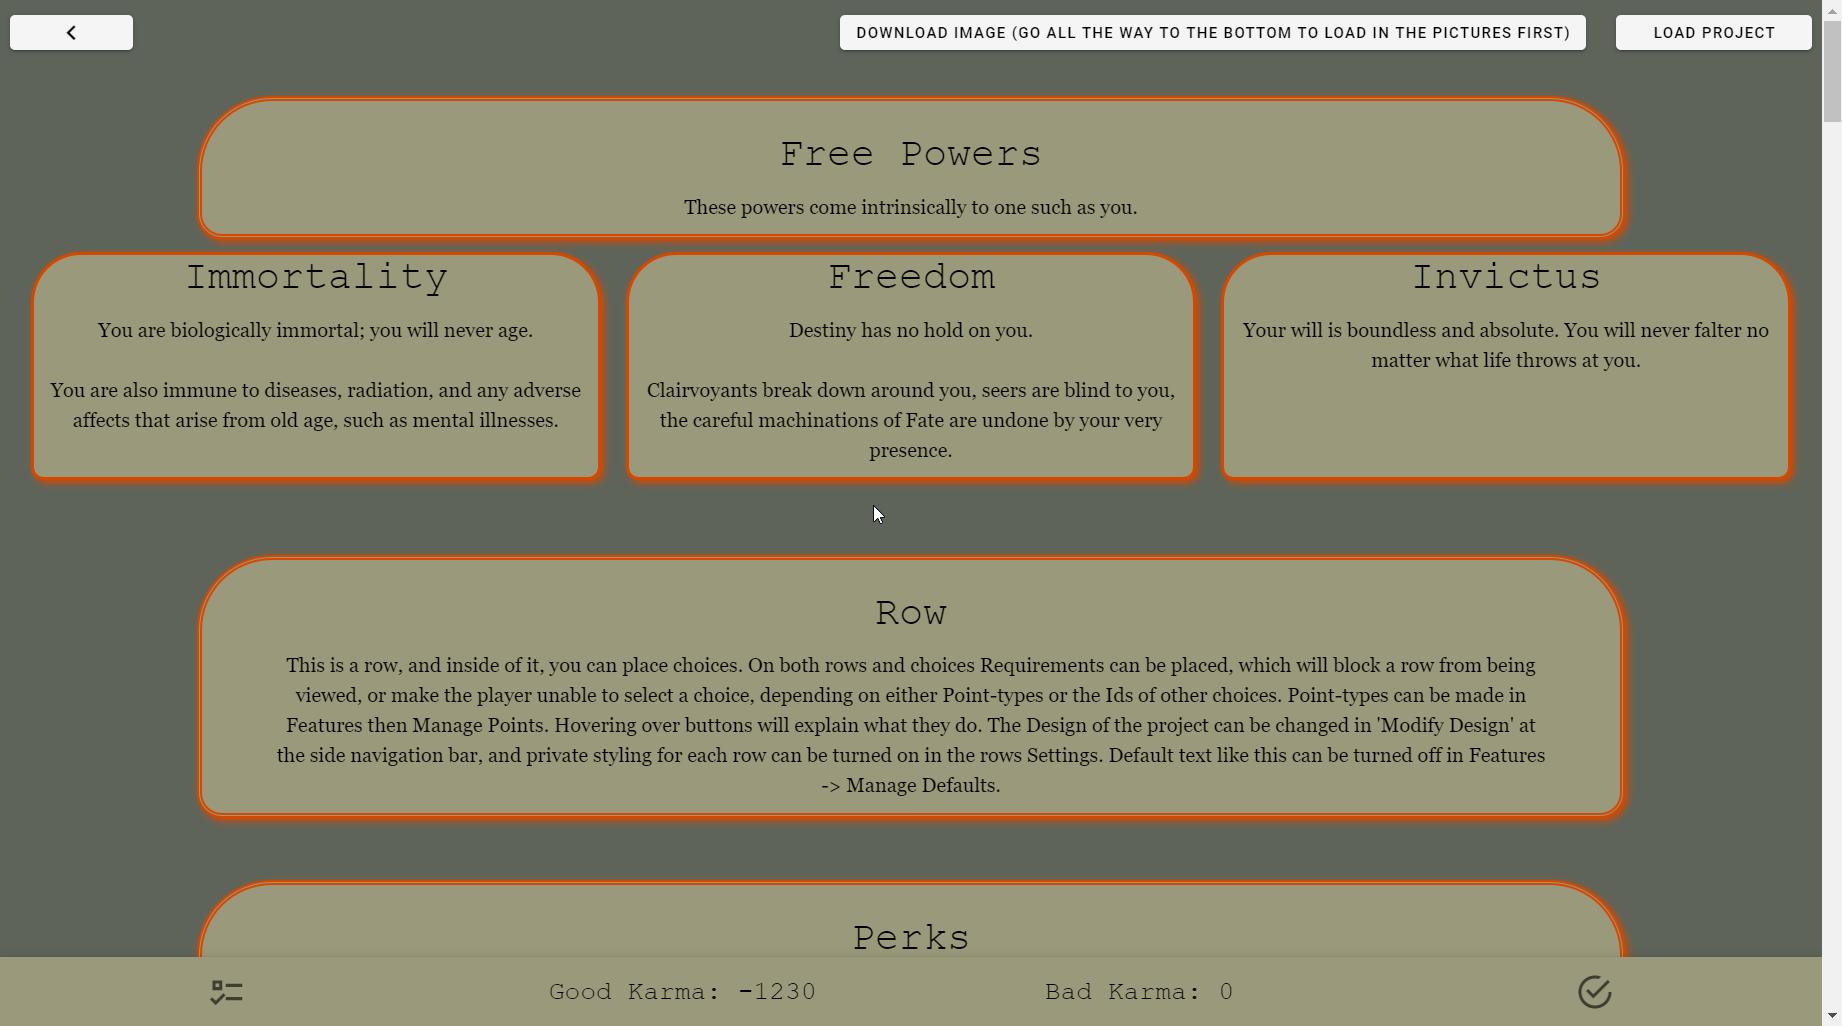 DOWNLOAD IMAGE (GO ALL THE WAY TO THE BOTTOM TO LOAD IN THE PICTURES FIRST)
LOAD PROJECT
Free Powers
These powers come intrinsically to one such as you.
Immortality
You are biologically immortal; you will never age.
You are also immune to diseases, radiation, and any adverse
affects that arise from old age, such as mental illnesses.
Freedom
Destiny has no hold on you.
Clairvoyants break down around you, seers are blind to you,
the careful machinations of Fate are undone by your very
presence.
Invictus
Your will is boundless and absolute. You will never falter no
matter what life throws at you.
Row
This is a row, and inside of it, you can place choices. On both rows and choices Requirements can be placed, which will block a row from being
viewed, or make the player unable to select a choice, depending on either Point-types or the Ids of other choices. Point-types can be made in
Features then Manage Points. Hovering over buttons will explain what they do. The Design of the project can be changed in 'Modify Design' at
the side navigation bar, and private styling for each row can be turned on in the rows Settings. Default text like this can be turned off in Features
-> Manage Defaults.
Perks
Good Karma: -1230
Bad Karma: 0